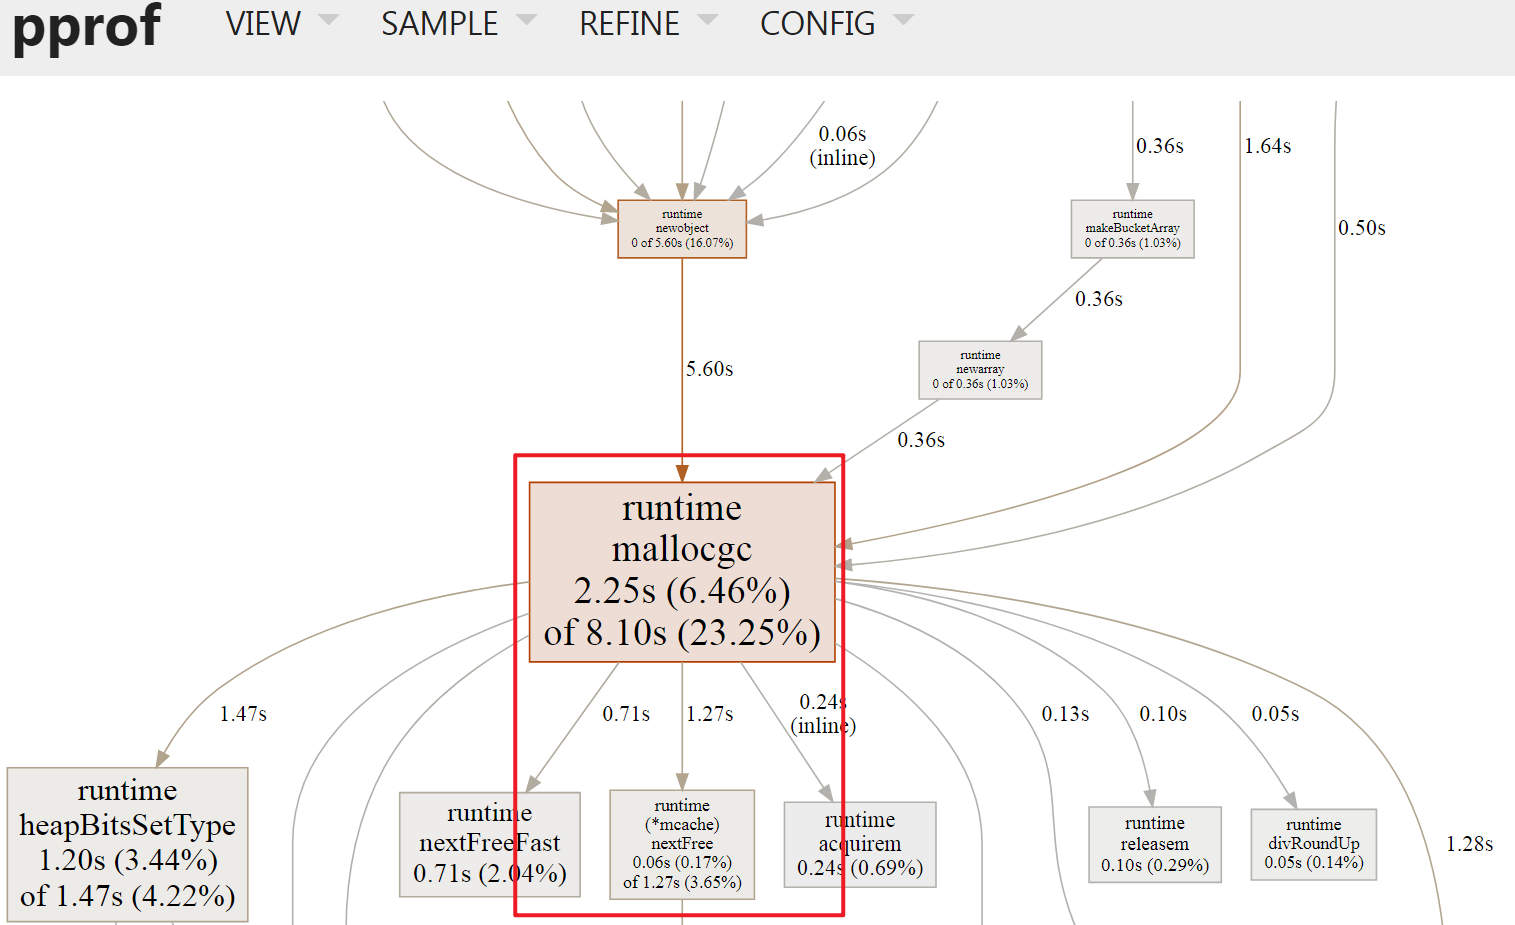 pprof
VIEW
SAMPLE
REFINE
CONFIG
0.06s
(inline)
0.36s
1.64s
0.50s
runtime
newobject
0 of 5.60s (16.07%)
runtime
makeBucketArray
0 of 0.36s (1.03%)
0.36s
5.60s
runtime
newarray
0 of 0.36s (1.03%)
0.36s
runtime
mallocgc
2.25s (6.46%)
of 8.10s (23.25%)
1.47s
0.71s
1.27s
0.24s
(inline)
0.13s
0.10s
0.05s
1.28s
runtime
heapBitsSetType
1.20s (3.44%)
of 1.47s (4.22%)
runtime
nextFreeFast
0.71s (2.04%)
runtime
(*mcache)
nextFree
0.06s (0.17%)
of 1.27s (3.65%)
runtime
acquirem
0.24s (0.69%)
runtime
releasem
0.10s (0.29%)
runtime
divRoundUp
0.05s (0.14%)